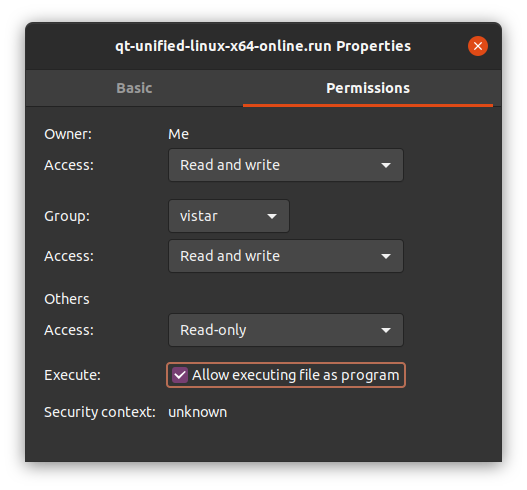 qt-unified-linux-x64-online.run Properties
Basic Permissions
Owner: Me
Access: Read and write
Group: vistar
Access: Read and write
Others
Access: Read-only
Execute: Allow executing file as program
Security context: unknown